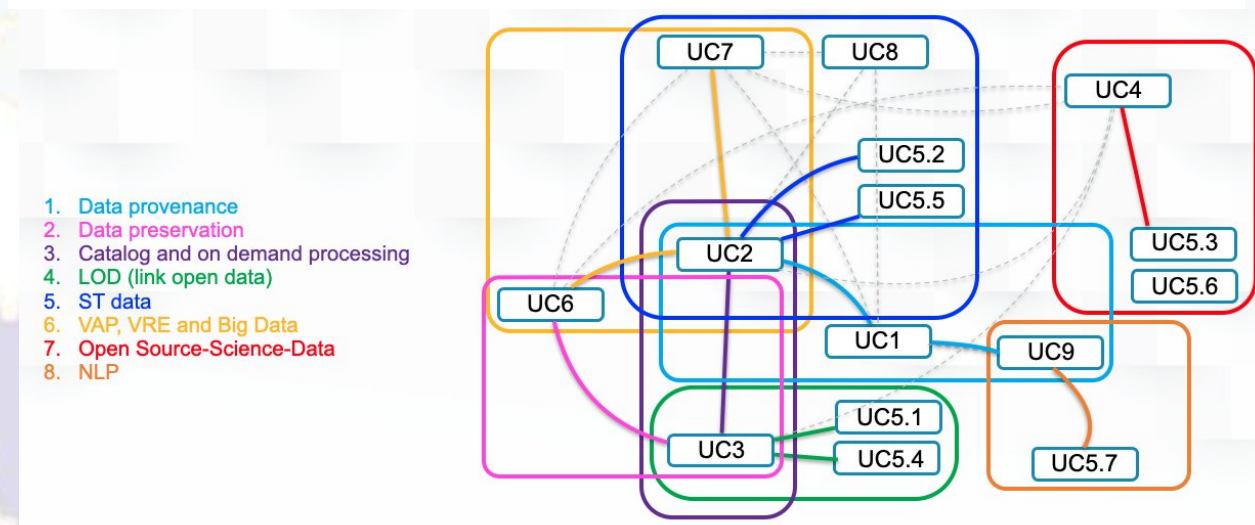 1. Data provenance
2. Data preservation
3. Catalog and on demand processing
4. LOD (link open data)
5. ST data
6. VAP, VRE and Big Data
7. Open Source-Science-Data
8. NLP
UC7
UC8
UC4
UC5.2
UC5.5
UC2
UC5.3
UC5.6
UC6
UC1
UC9
UC5.1
UC3
UC5.4
UC5.7